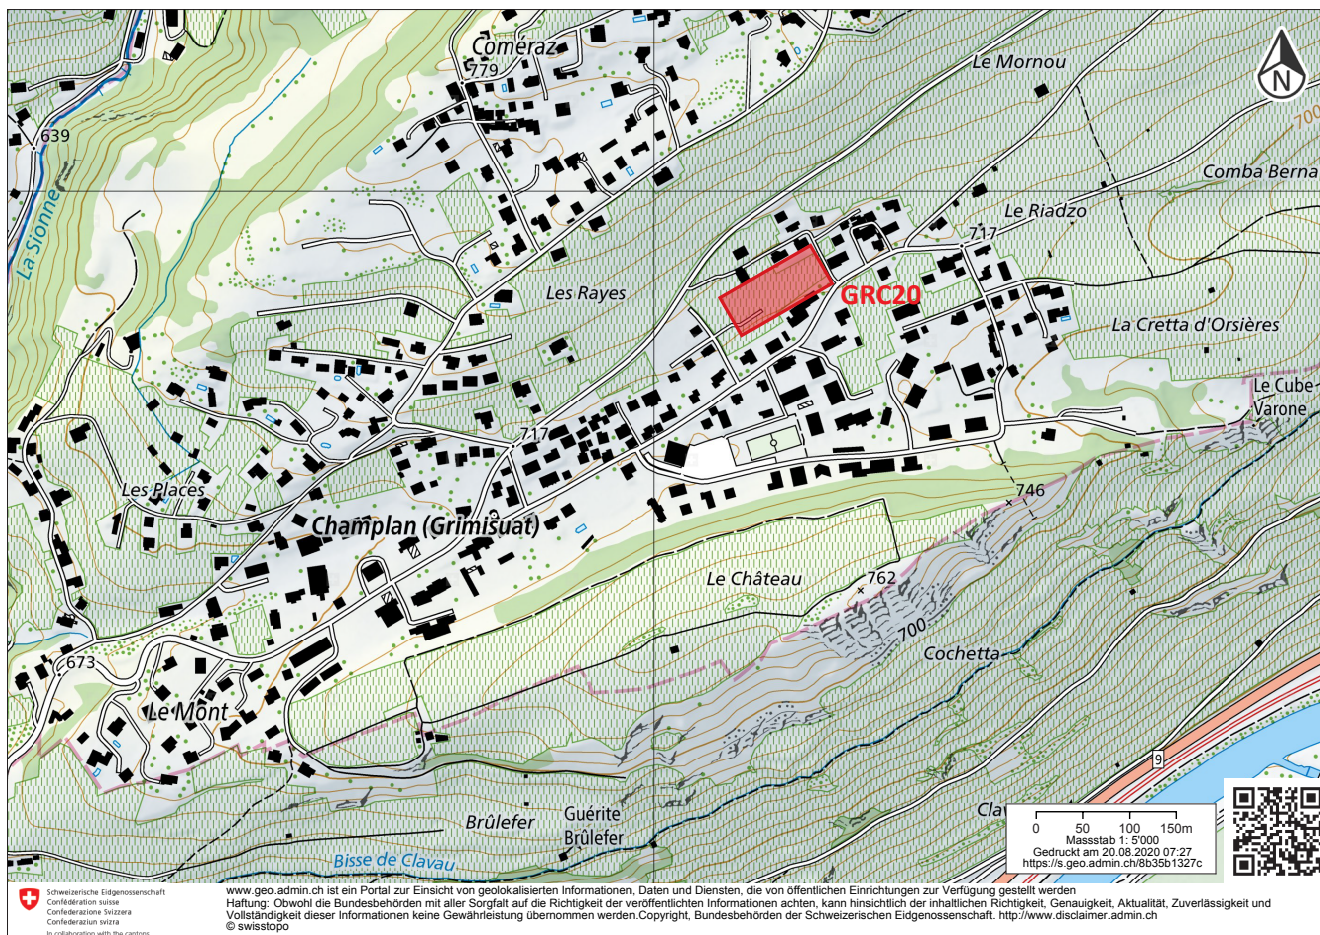 Coméraz
779
Le Mornou
N
700
639
Comba Berna
La Sionne
Le Riadzo
717
Les Rayes
GRC20
La Cretta d'Orsières
Le Cube
Varone
717
Les Places
746
Champlan (Grimisuat)
Le Château
762
700
Cochetta
673
Le Mont
9
Brûlefer
Guérite
Brûlefer
Clav
Bisse de Clavau
0 50 100 150m
Massstab 1: 5'000
Gedruckt am 20.08.2020 07:27
https://s.geo.admin.ch/8b35b1327c
Schweizerische Eidgenossenschaft
Confédération suisse
Confederazione Svizzera
Confederaziun svizra
In collaboration with the cantons
www.geo.admin.ch ist ein Portal zur Einsicht von geolokalisierten Informationen, Daten und Diensten, die von öffentlichen Einrichtungen zur Verfügung gestellt werden
Haftung: Obwohl die Bundesbehörden mit aller Sorgfalt auf die Richtigkeit der veröffentlichten Informationen achten, kann hinsichtlich der inhaltlichen Richtigkeit, Genauigkeit, Aktualität, Zuverlässigkeit und
Vollständigkeit dieser Informationen keine Gewährleistung übernommen werden.Copyright, Bundesbehörden der Schweizerischen Eidgenossenschaft. http://www.disclaimer.admin.ch
© swisstopo